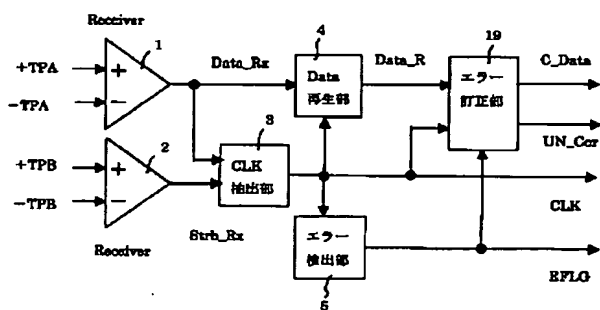 Receiver
1
+TPA
−TPA
+
−
Data_Rx
4
Data
再生部
Data_R
19
エラー
訂正部
C_Data
UN_Cor
+TPB
−TPB
+
−
2
Receiver
3
CLK
抽出部
Strb_Rx
CLK
エラー
検出部
5
EFLG